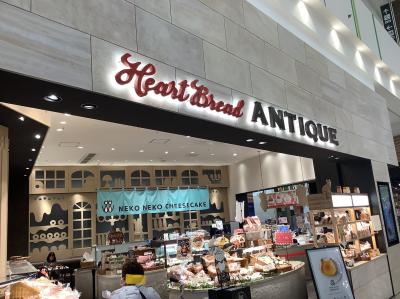 Heart Bread ANTIQUE
NEKO NEKO CHEESECAKE